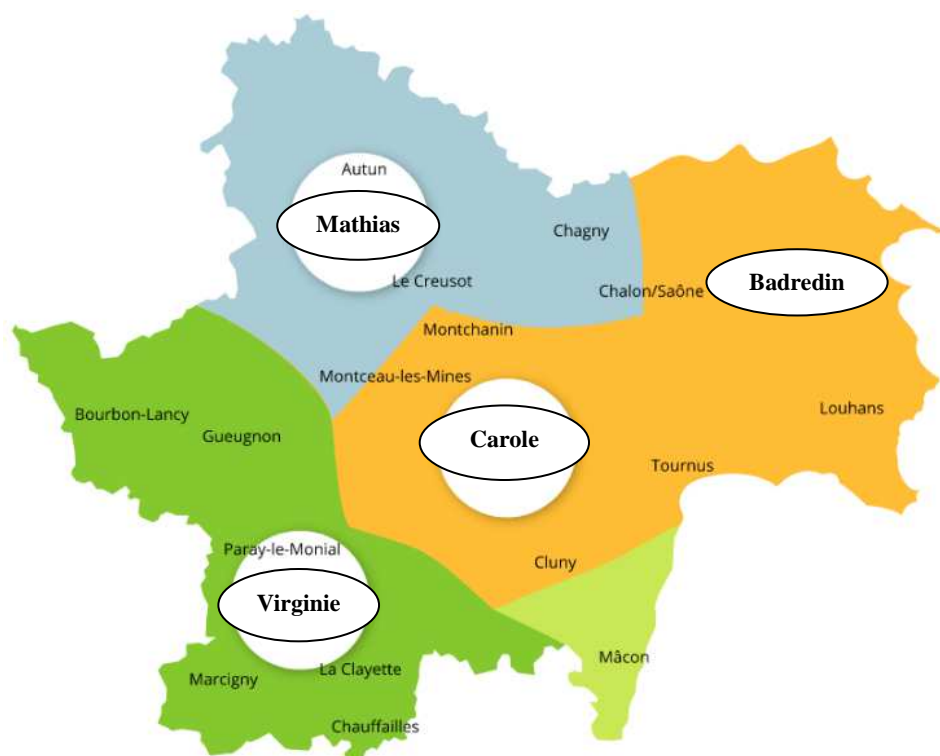 Autun
Mathias
Chagny
Le Creusot
Chalon/Saône
Badredin
Montchanin
Montceau-les-Mines
Bourbon-Lancy
Gueugnon
Carole
Louhans
Tournus
Paray-le-Monial
Cluny
Virginie
Mâcon
La Clayette
Marcigny
Chauffailles